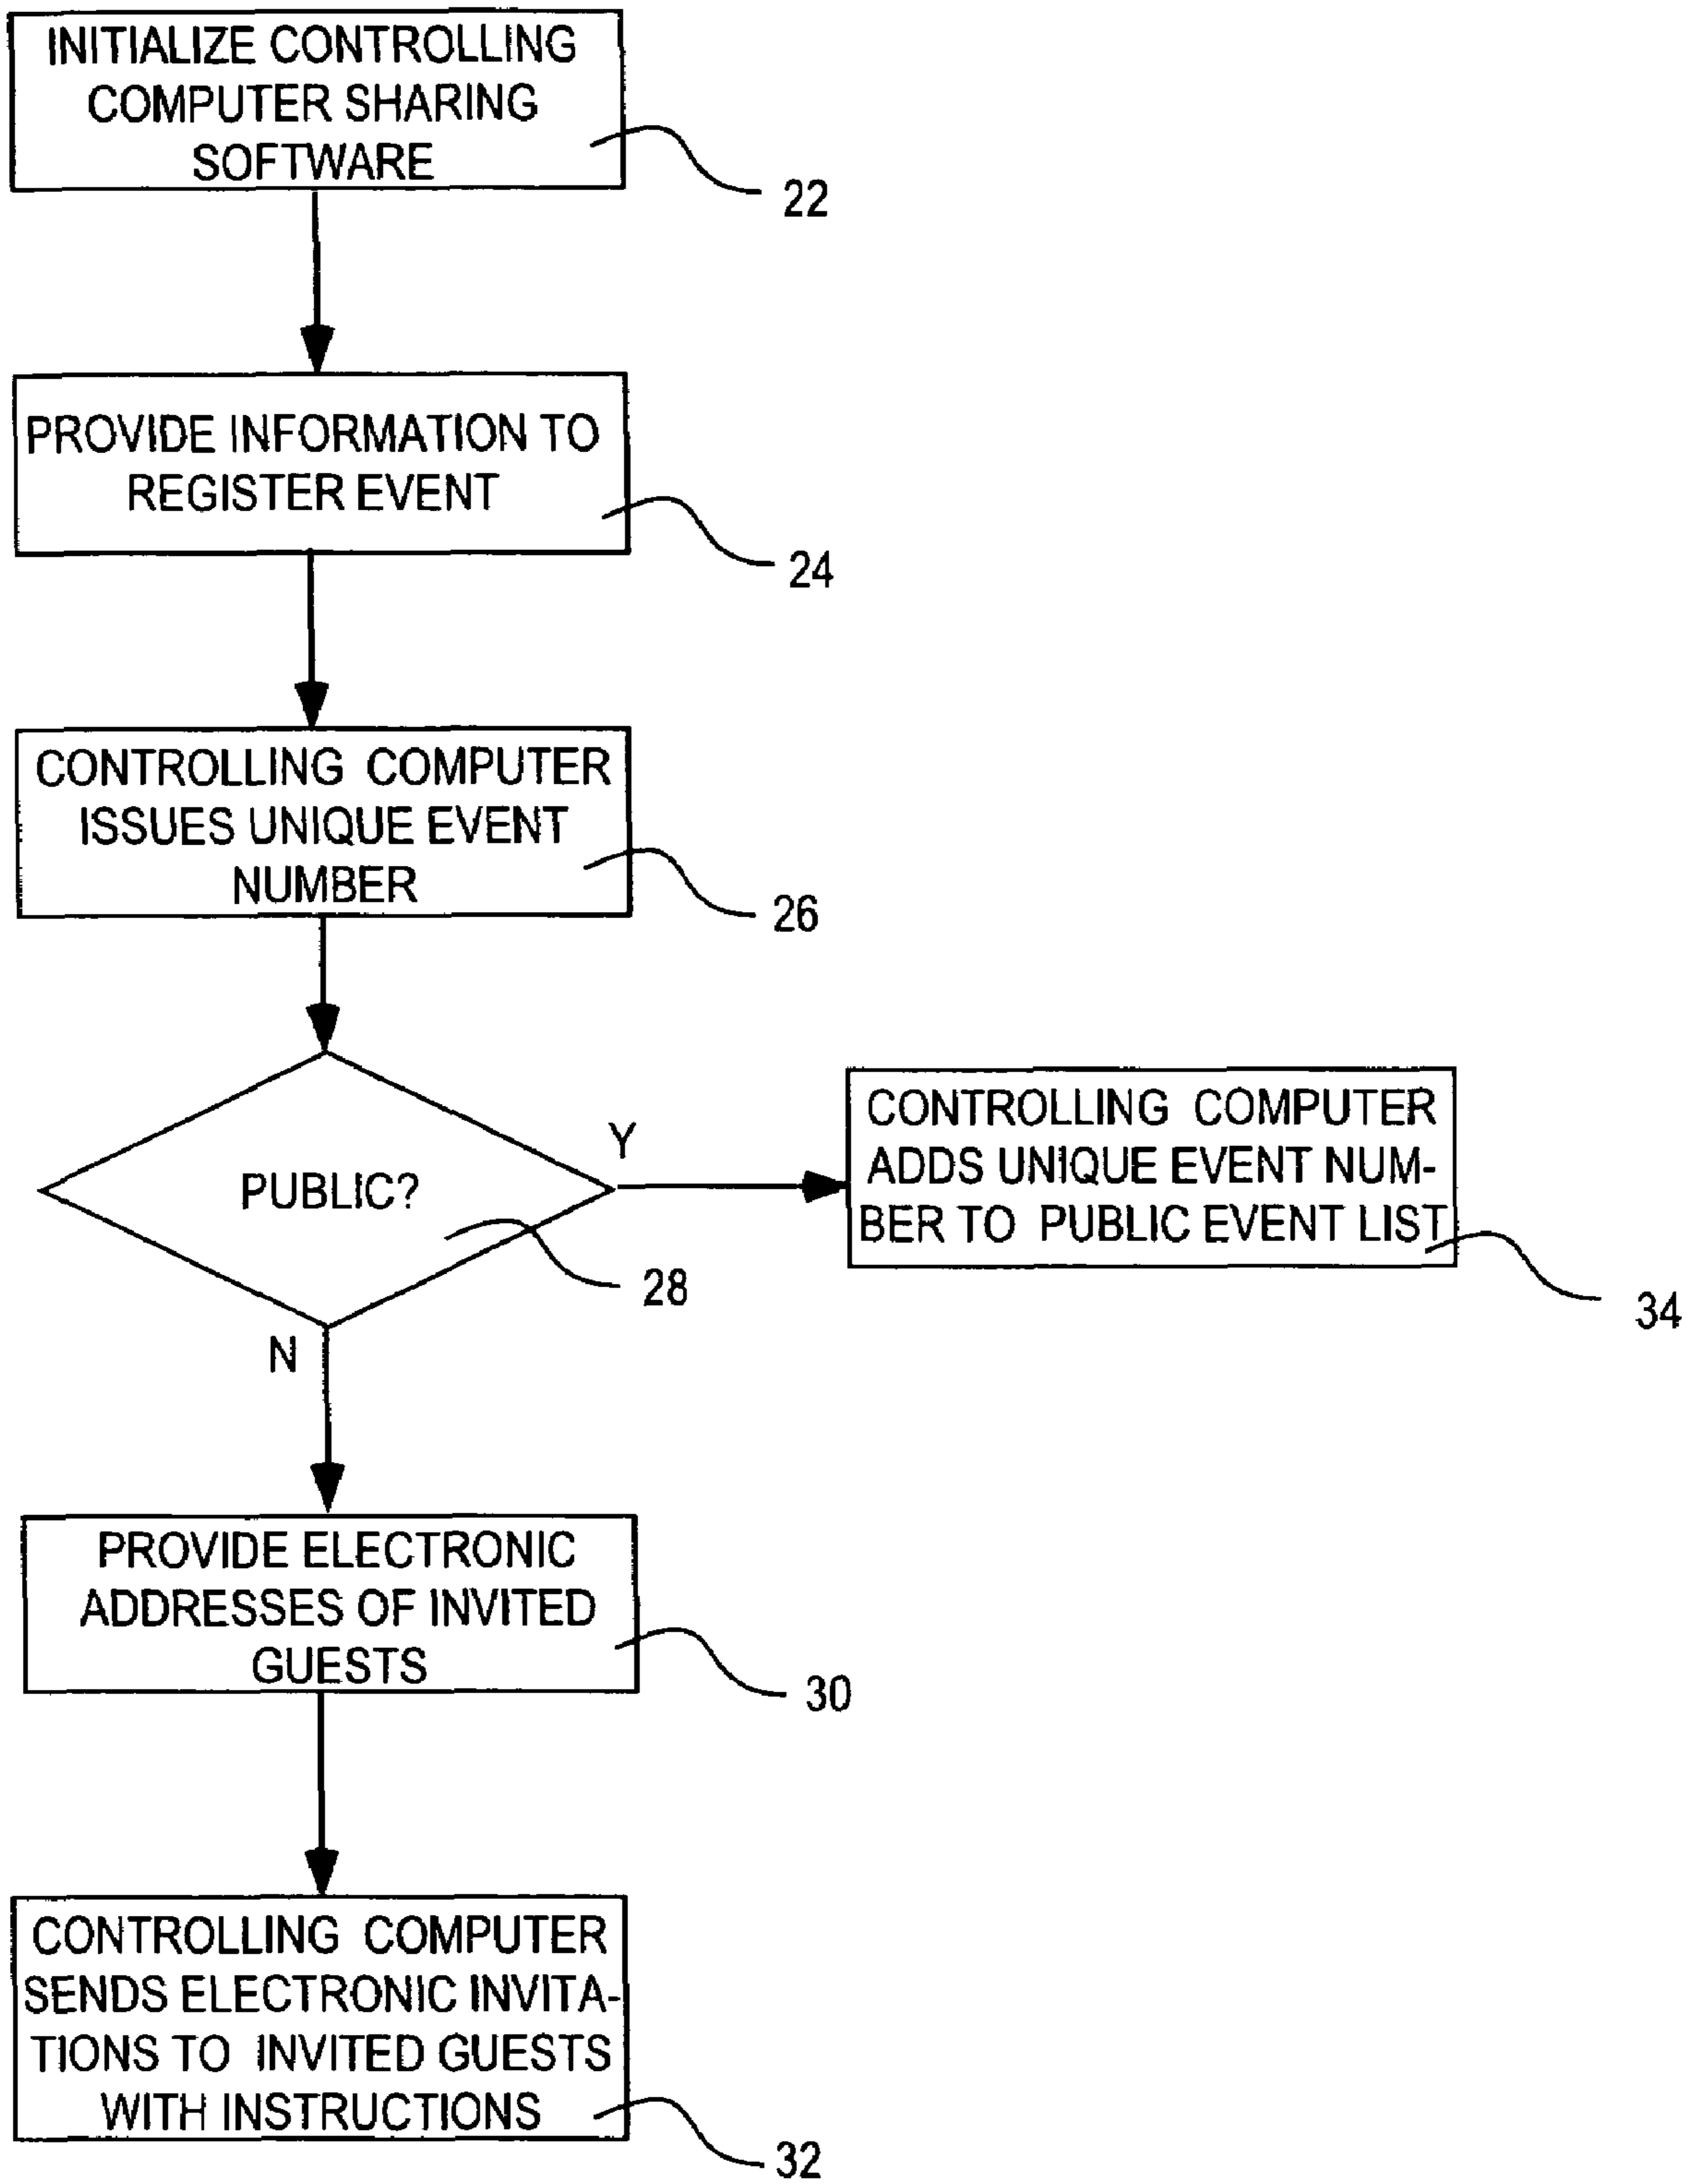 INITIALIZE CONTROLLING
COMPUTER SHARING
SOFTWARE
22
PROVIDE INFORMATION TO
REGISTER EVENT
24
CONTROLLING COMPUTER
ISSUES UNIQUE EVENT
NUMBER
26
PUBLIC?
Y
28
N
CONTROLLING COMPUTER
ADDS UNIQUE EVENT NUM-
BER TO PUBLIC EVENT LIST
34
PROVIDE ELECTRONIC
ADDRESSES OF INVITED
GUESTS
30
CONTROLLING COMPUTER
SENDS ELECTRONIC INVITA-
TIONS TO INVITED GUESTS
WITH INSTRUCTIONS
32